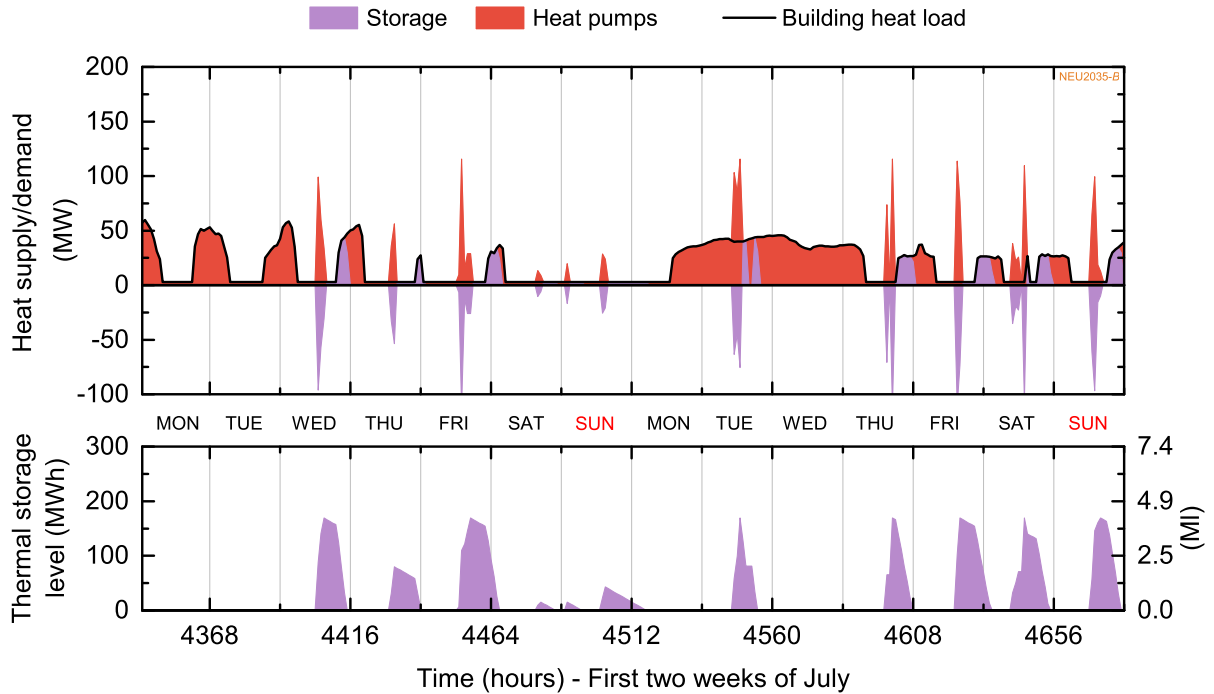 Storage Heat pumps Building heat load
NEU2035-B
Heat supply/demand
(MW)
200
150
100
50
0
-50
-100
MON TUE WED THU FRI SAT SUN MON TUE WED THU FRI SAT SUN
Thermal storage
level (MWh)
300
200
100
0
7.4
4.9
2.5
0.0
(Ml)
4368 4416 4464 4512 4560 4608 4656
Time (hours) - First two weeks of July